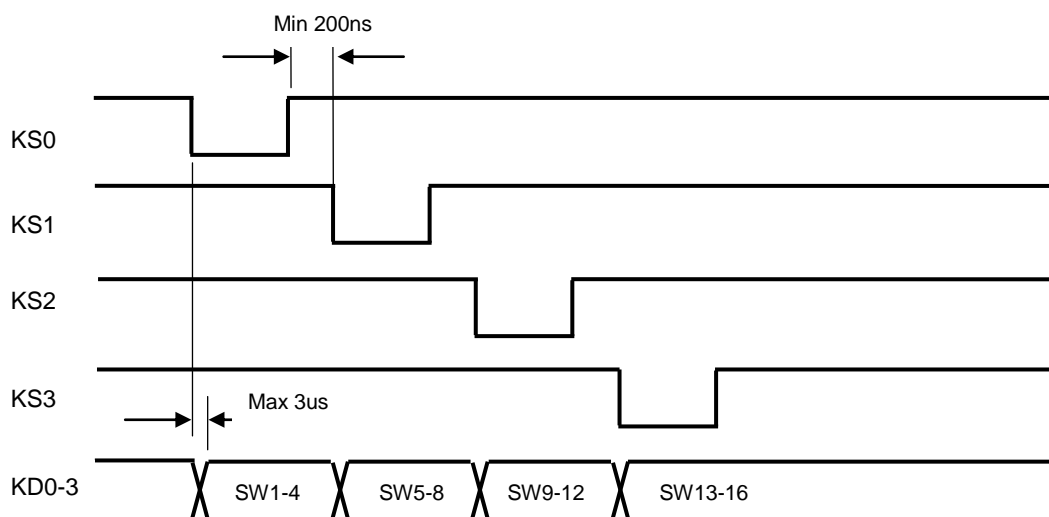 Min 200ns
KS0
KS1
KS2
KS3
Max 3us
KD0-3
SW1-4
SW5-8
SW9-12
SW13-16